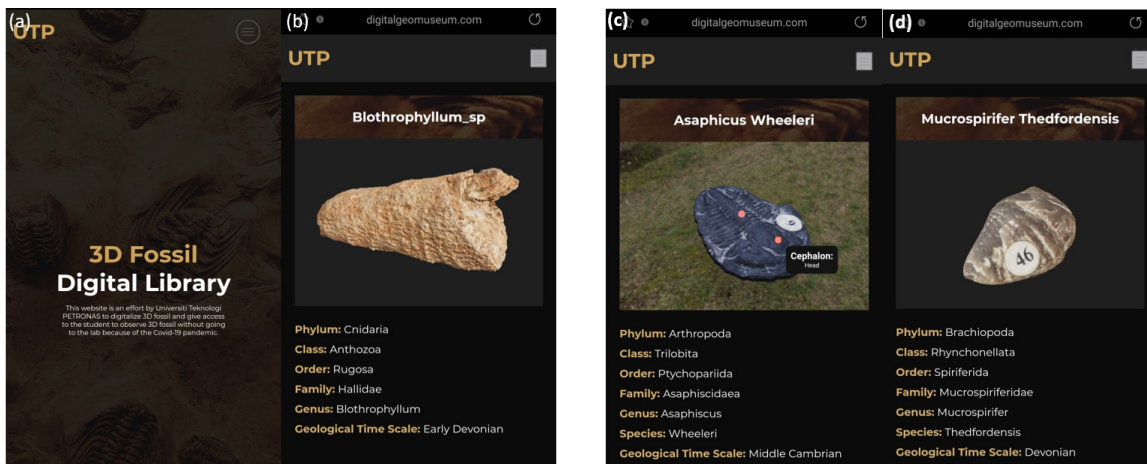 (a)
UTP
3D Fossil
Digital Library
This website is an effort by Universiti Teknologi
PETRONAS to digitalize 3D fossil and give access
to the student to observe 3D fossil without going
to the lab because of the Covid-19 pandemic.
(b)
digitalgeomuseum.com
UTP
Blothrophyllum_sp
Phylum: Cnidaria
Class: Anthozoa
Order: Rugosa
Family: Hallidae
Genus: Blothrophyllum
Geological Time Scale: Early Devonian
(c)
digitalgeomuseum.com
UTP
Asaphicus Wheeleri
9
Cephalon:
Head
Phylum: Arthropoda
Class: Trilobita
Order: Ptychopariida
Family: Asaphiscidaea
Genus: Asaphiscus
Species: Wheeleri
Geological Time Scale: Middle Cambrian
(d)
digitalgeomuseum.com
UTP
Mucrospirifer Thedfordensis
46
Phylum: Brachiopoda
Class: Rhynchonellata
Order: Spiriferida
Family: Mucrospiriferidae
Genus: Mucrospirifer
Species: Thedfordensis
Geological Time Scale: Devonian